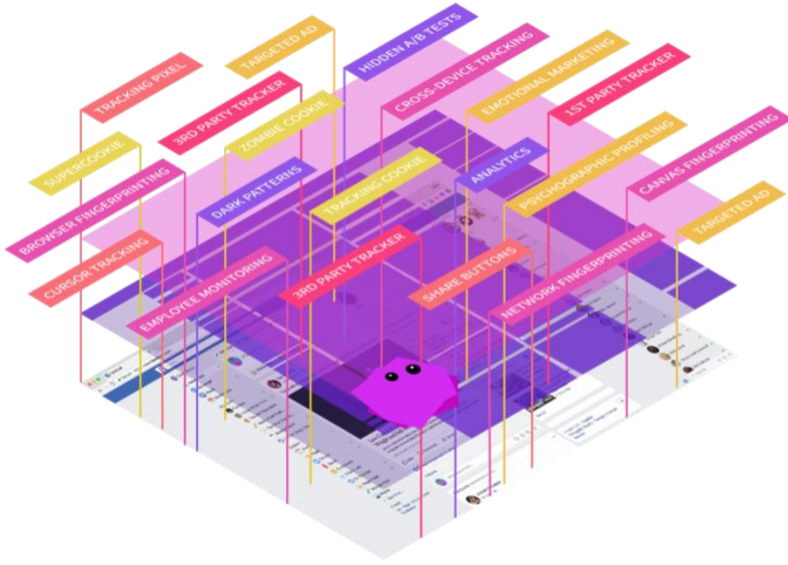 HIDDEN A/B TESTS
TARGETED AD
TRACKING PIXEL
CROSS-DEVICE TRACKING
EMOTIONAL MARKETING
3RD PARTY TRACKER
1ST PARTY TRACKER
ZOMBIE COOKIE
SUPERCOOKIE
ANALYTICS
PSYCHOGRAPHIC PROFILING
CANVAS FINGERPRINTING
BROWSER FINGERPRINTING
DARK PATTERNS
TRACKING COOKIE
TARGETED AD
CURSOR TRACKING
EMPLOYEE MONITORING
3RD PARTY TRACKER
SHARE BUTTONS
NETWORK FINGERPRINTING